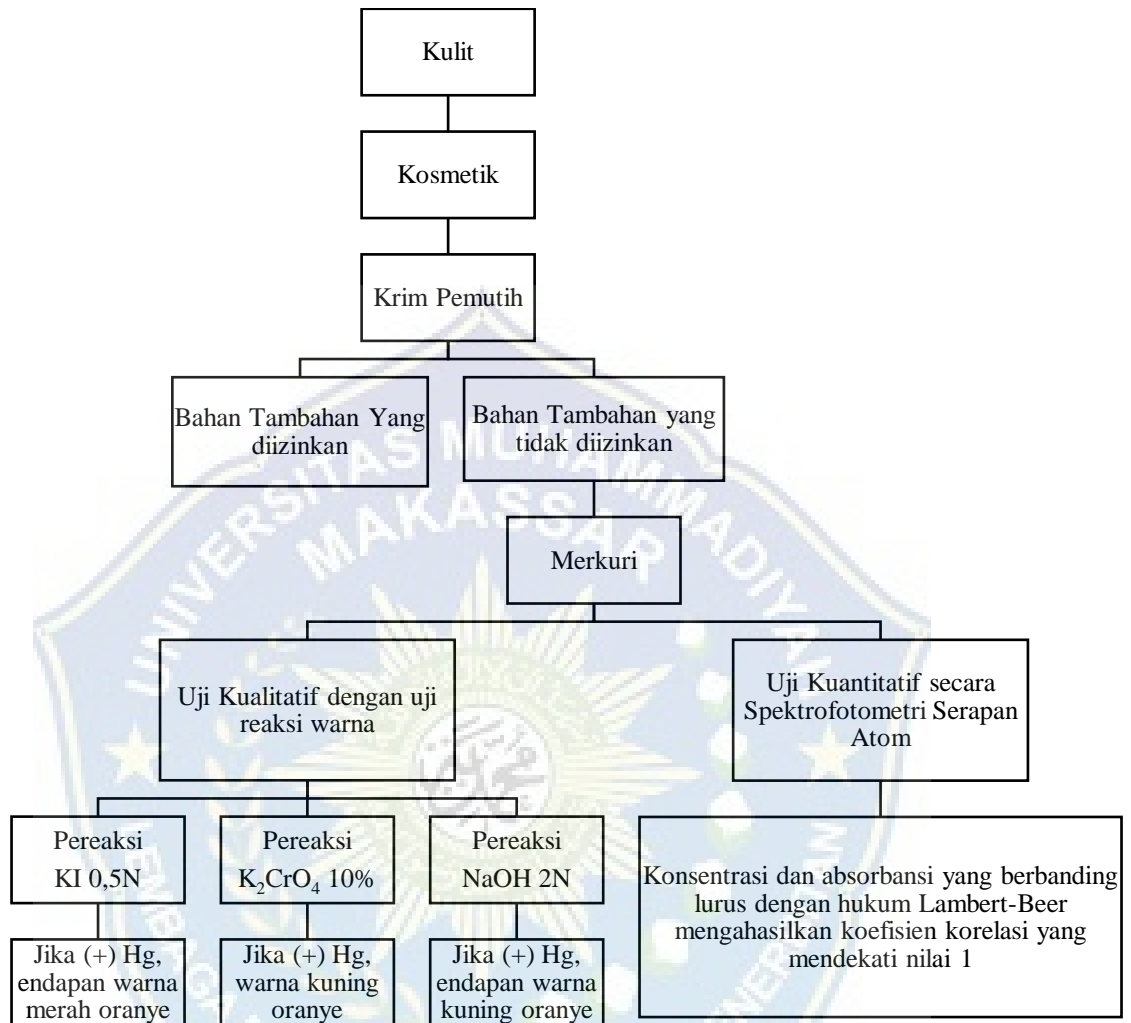 Kulit
Kosmetik
Krim Pemutih
Bahan Tambahan Yang
diizinkan
Bahan Tambahan yang
tidak diizinkan
UNIVERSITAS MUHAMMADIYAH
MAKASSAR
Merkuri
Uji Kualitatif dengan uji
reaksi warna
Uji Kuantitatif secara
Spektrofotometri Serapan
Atom
Pereaksi
KI 0,5N
Pereaksi
K₂CrO₄ 10%
Pereaksi
NaOH 2N
Jika (+) Hg,
endapan warna
merah oranye
Jika (+) Hg,
warna kuning
oranye
Jika (+) Hg,
endapan warna
kuning oranye
Konsentrasi dan absorbansi yang berbanding
lurus dengan hukum Lambert-Beer
mengahasilkan koefisien korelasi yang
mendekati nilai 1